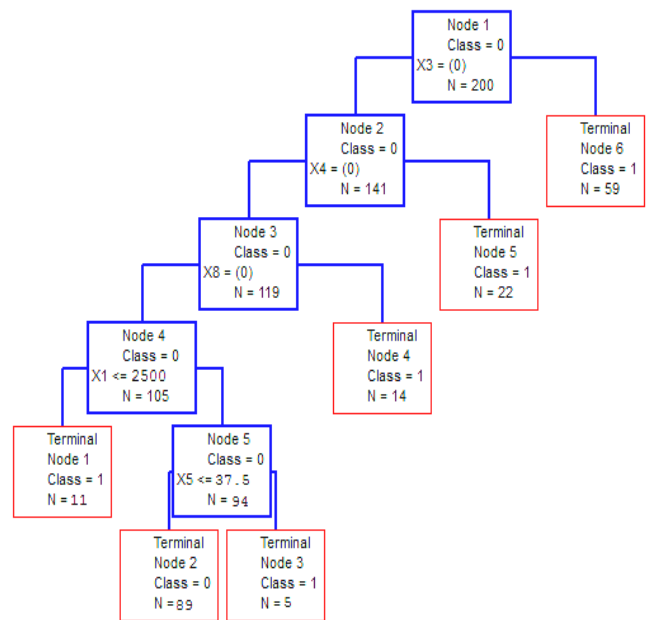 Node 1
Class = 0
X3 = (0)
N = 200
Node 2
Class = 0
X4 = (0)
N = 141
Terminal
Node 6
Class = 1
N = 59
Node 3
Class = 0
X8 = (0)
N = 119
Terminal
Node 5
Class = 1
N = 22
Node 4
Class = 0
X1 <= 2500
N = 105
Terminal
Node 4
Class = 1
N = 14
Terminal
Node 1
Class = 1
N = 11
Node 5
Class = 0
X5 <= 37.5
N = 94
Terminal
Node 2
Class = 0
N = 89
Terminal
Node 3
Class = 1
N = 5